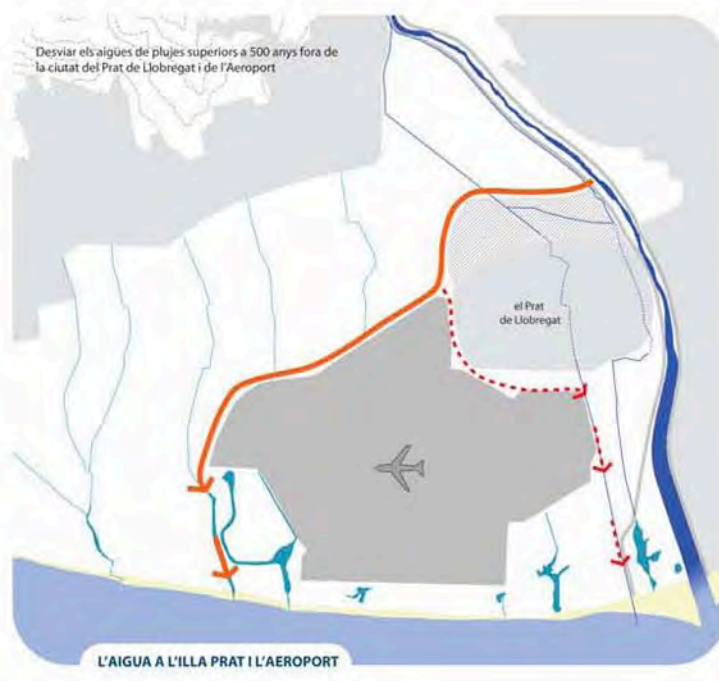 Desviar els aigües de plujes superiors a 500 anys fora de
la ciutat del Prat de Llobregat i de l'Aeroport
el Prat
de Llobregat
L'AIGUA A L'ILLA PRAT I L'AEROPORT